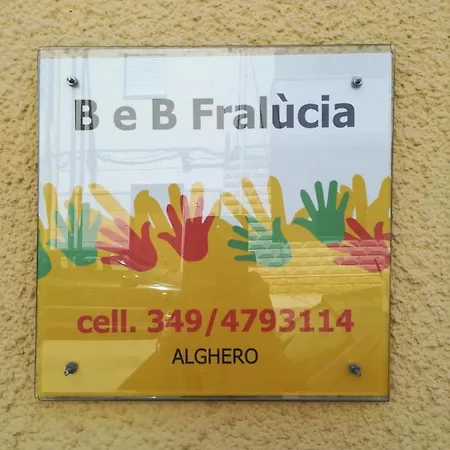 B e B Fralùcia
cell. 349/4793114
ALGHERO